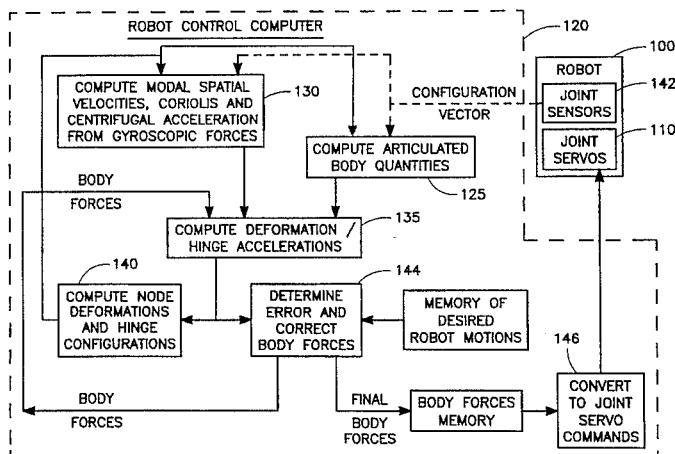 ROBOT CONTROL COMPUTER
120
100
ROBOT
JOINT
SENSORS
142
JOINT
SERVOS
110
COMPUTE MODAL SPATIAL
VELOCITIES, CORIOLIS AND
CENTRIFUGAL ACCELERATION
FROM GYROSCOPIC FORCES
130
CONFIGURATION
VECTOR
COMPUTE ARTICULATED
BODY QUANTITIES
125
BODY
FORCES
135
COMPUTE DEFORMATION /
HINGE ACCELERATIONS
140
COMPUTE NODE
DEFORMATIONS
AND HINGE
CONFIGURATIONS
144
DETERMINE
ERROR AND
CORRECT
BODY FORCES
MEMORY OF
DESIRED
ROBOT MOTIONS
146
CONVERT
TO JOINT
SERVO
COMMANDS
BODY
FORCES
FINAL
BODY
FORCES
BODY FORCES
MEMORY